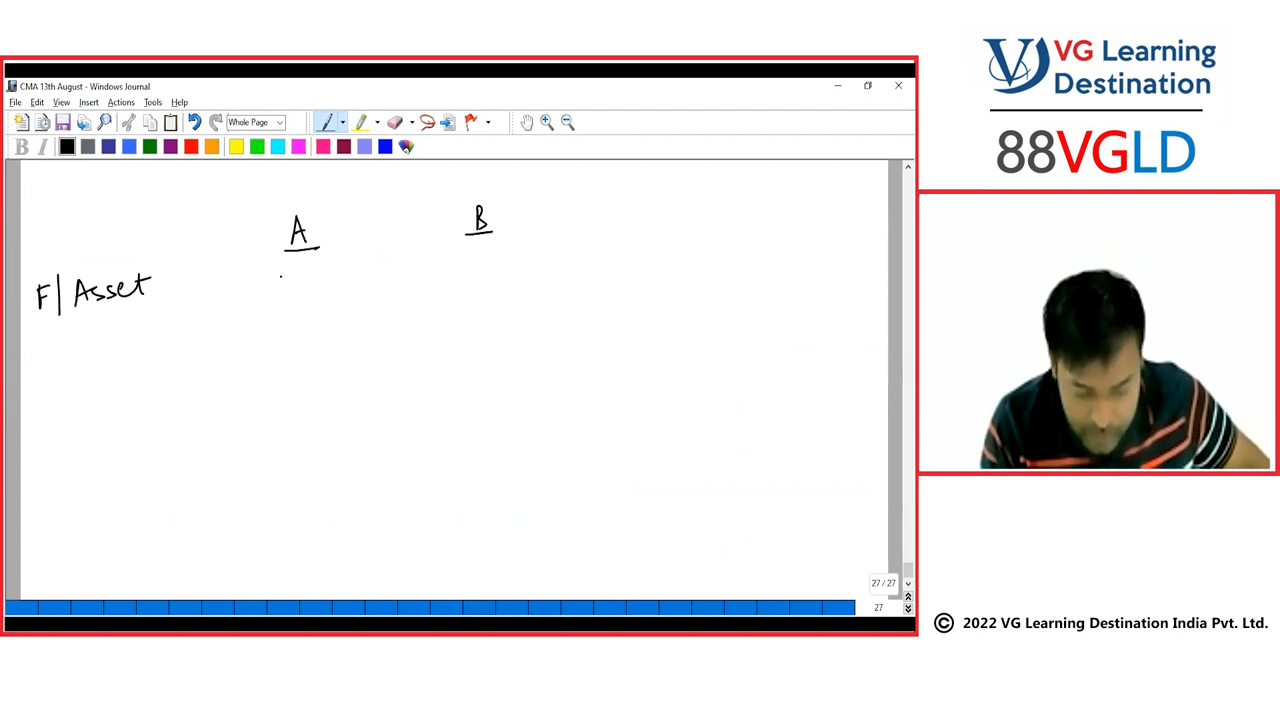 CMA 13th August - Windows Journal
File Edit View Insert Actions Tools Help
Whole Page
B I
A B
F/ Asset
27 / 27
27
VG Learning
Destination
88VGLD
© 2022 VG Learning Destination India Pvt. Ltd.